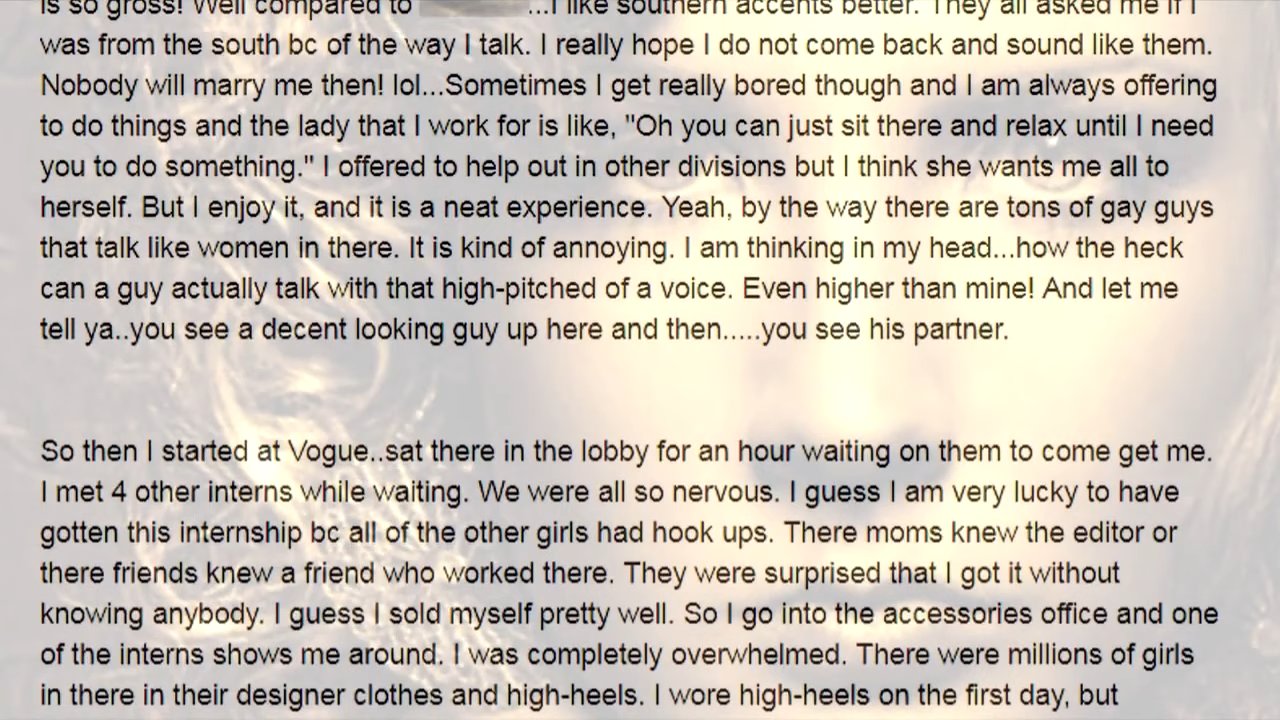 is so gross! Well compared to ...I like southern accents better. They all asked me if I
was from the south bc of the way I talk. I really hope I do not come back and sound like them.
Nobody will marry me then! lol...Sometimes I get really bored though and I am always offering
to do things and the lady that I work for is like, "Oh you can just sit there and relax until I need
you to do something." I offered to help out in other divisions but I think she wants me all to
herself. But I enjoy it, and it is a neat experience. Yeah, by the way there are tons of gay guys
that talk like women in there. It is kind of annoying. I am thinking in my head...how the heck
can a guy actually talk with that high-pitched of a voice. Even higher than mine! And let me
tell ya..you see a decent looking guy up here and then.....you see his partner.
So then I started at Vogue..sat there in the lobby for an hour waiting on them to come get me.
I met 4 other interns while waiting. We were all so nervous. I guess I am very lucky to have
gotten this internship bc all of the other girls had hook ups. There moms knew the editor or
there friends knew a friend who worked there. They were surprised that I got it without
knowing anybody. I guess I sold myself pretty well. So I go into the accessories office and one
of the interns shows me around. I was completely overwhelmed. There were millions of girls
in there in their designer clothes and high-heels. I wore high-heels on the first day, but